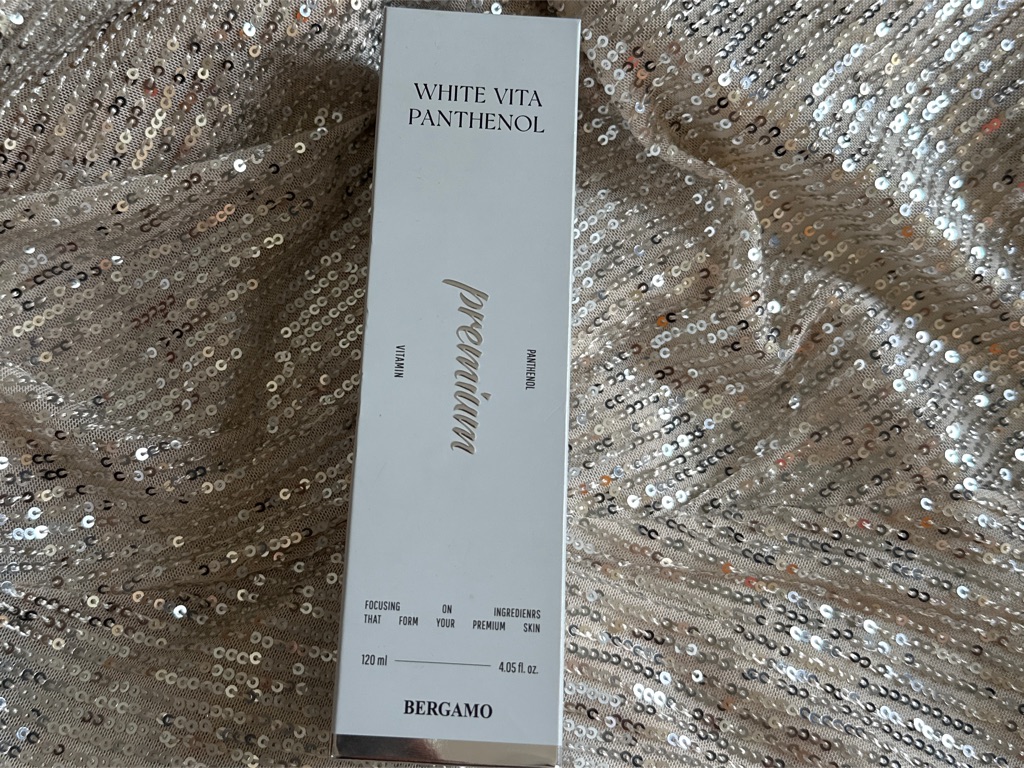 WHITE VITA
PANTHENOL
premium
VITAMIN
PANTHENOL
FOCUSING ON INGREDIENRS
THAT FORM YOUR PREMIUM SKIN
120 ml 4.05 fl. oz.
BERGAMO